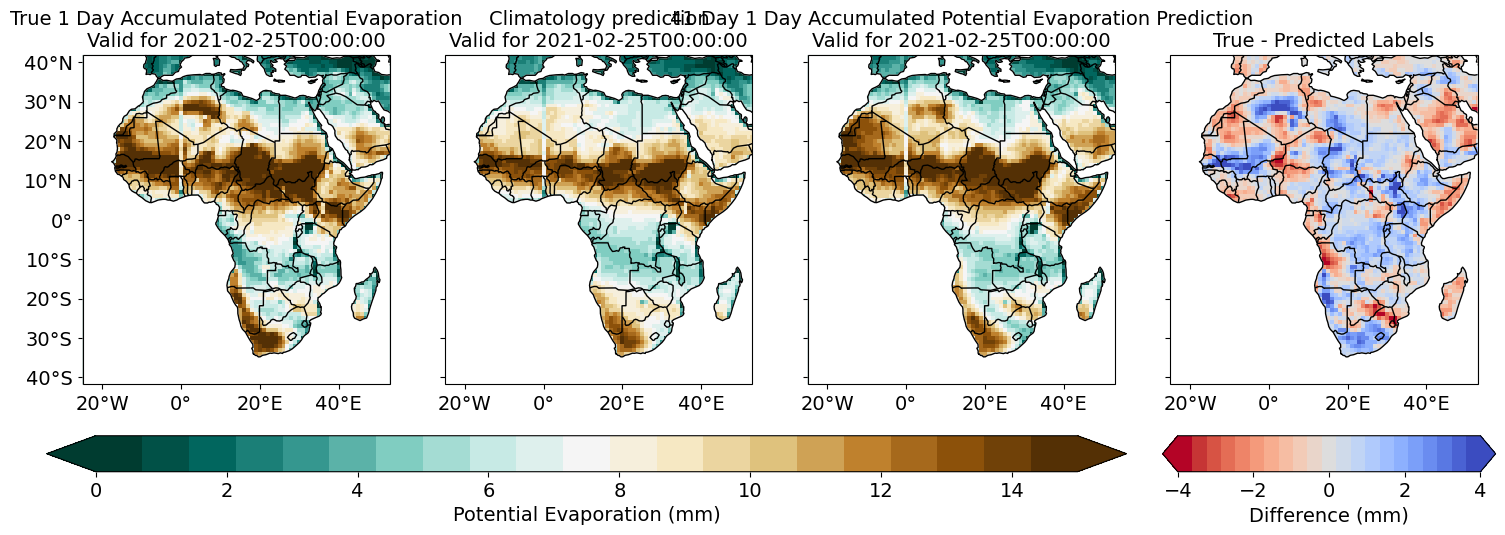 True 1 Day Accumulated Potential Evaporation
Valid for 2021-02-25T00:00:00
Climatology prediction
Valid for 2021-02-25T00:00:00
41 Day 1 Day Accumulated Potential Evaporation Prediction
Valid for 2021-02-25T00:00:00
True - Predicted Labels
40°N
30°N
20°N
10°N
0°
10°S
20°S
30°S
40°S
20°W 0° 20°E 40°E
20°W 0° 20°E 40°E
20°W 0° 20°E 40°E
20°W 0° 20°E 40°E
0 2 4 6 8 10 12 14
Potential Evaporation (mm)
−4 −2 0 2 4
Difference (mm)